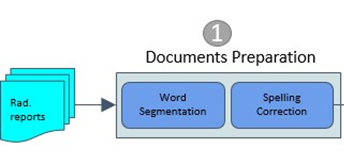 1
Documents Preparation
Rad.
reports
Word
Segmentation
Spelling
Correction